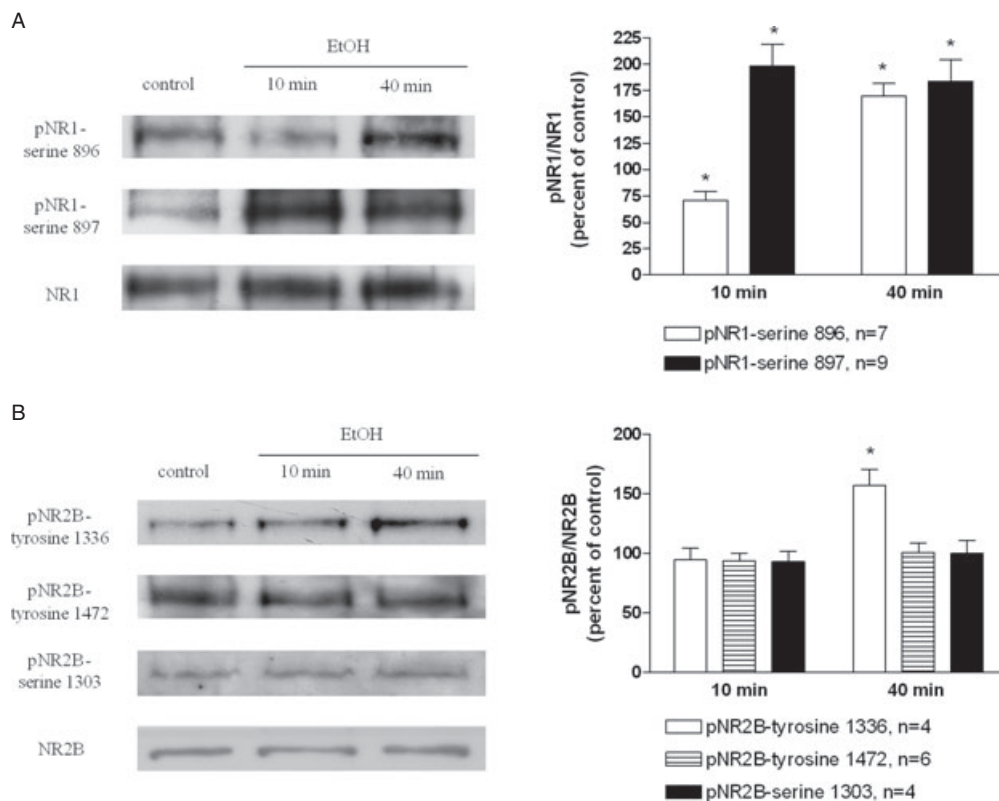 A
EtOH
control 10 min 40 min
pNR1-
serine 896
pNR1-
serine 897
NR1
225
200
175
150
125
100
75
50
25
0
pNR1/NR1
(percent of control)
* * * *
10 min 40 min
pNR1-serine 896, n=7
pNR1-serine 897, n=9
B
EtOH
control 10 min 40 min
pNR2B-
tyrosine 1336
pNR2B-
tyrosine 1472
pNR2B-
serine 1303
NR2B
200
150
100
50
0
pNR2B/NR2B
(percent of control)
*
10 min 40 min
pNR2B-tyrosine 1336, n=4
pNR2B-tyrosine 1472, n=6
pNR2B-serine 1303, n=4